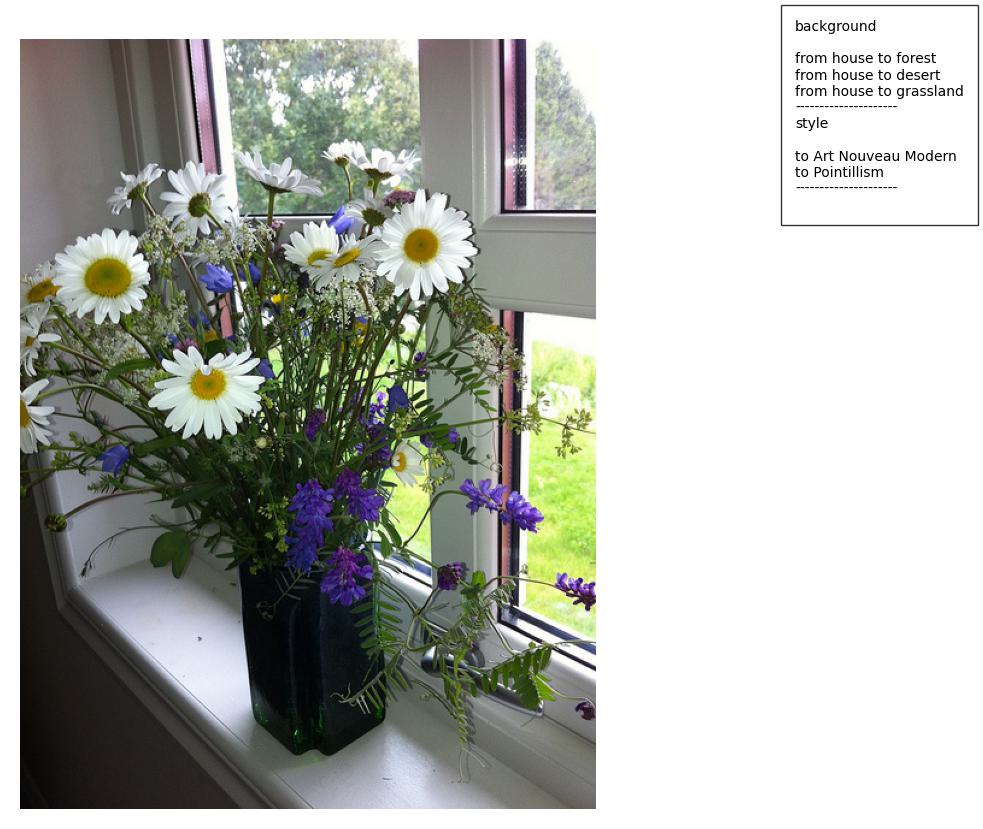 background
from house to forest
from house to desert
from house to grassland
---------------------
style
to Art Nouveau Modern
to Pointillism
---------------------